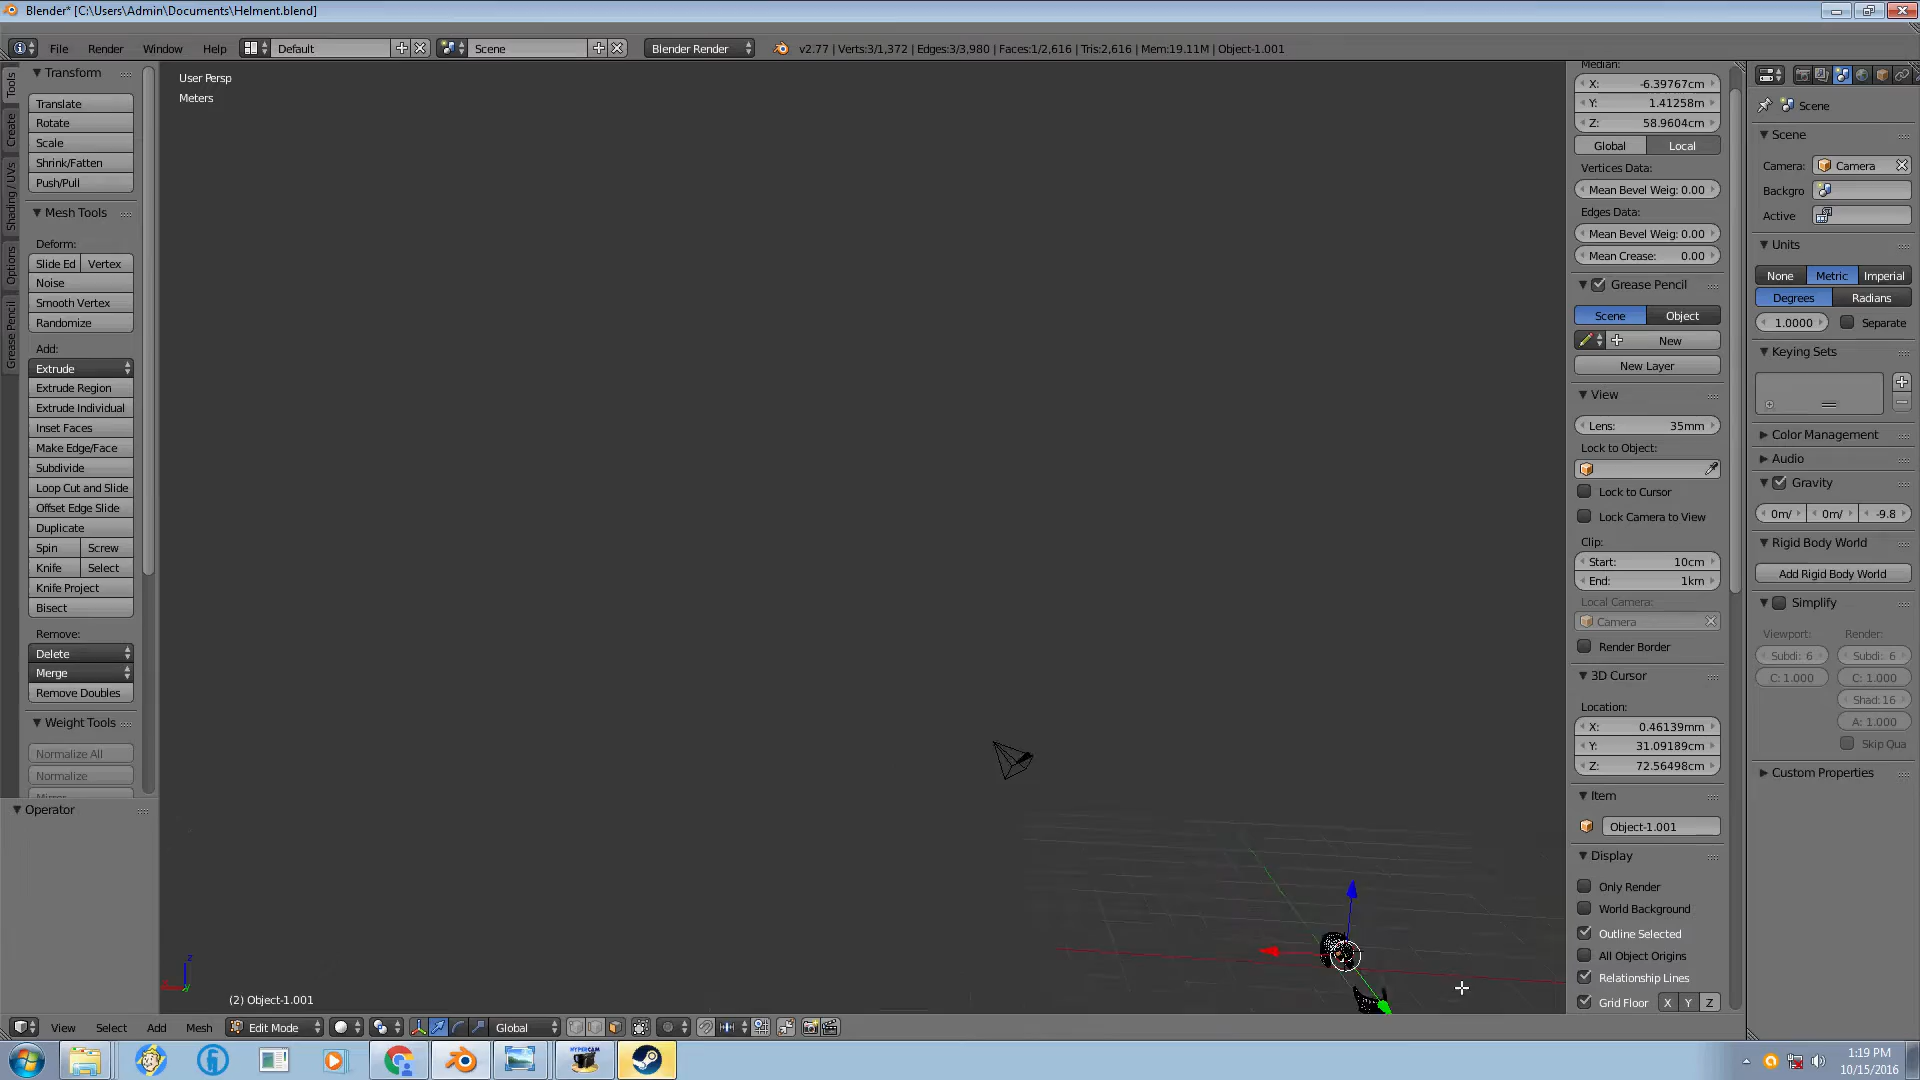 Blender* [C:\Users\Admin\Documents\Helment.blend]
File Render Window Help Default Scene Blender Render v2.77 | Verts:3/1,372 | Edges:3/3,980 | Faces:1/2,616 | Tris:2,616 | Mem:19.11M | Object-1.001
Tools
Create
Shading / UVs
Options
Grease Pencil
Transform
Translate
Rotate
Scale
Shrink/Fatten
Push/Pull
Mesh Tools
Deform:
Slide Ed Vertex
Noise
Smooth Vertex
Randomize
Add:
Extrude
Extrude Region
Extrude Individual
Inset Faces
Make Edge/Face
Subdivide
Loop Cut and Slide
Offset Edge Slide
Duplicate
Spin Screw
Knife Select
Knife Project
Bisect
Remove:
Delete
Merge
Remove Doubles
Weight Tools
Normalize All
Normalize
Operator
User Persp
Meters
z
y
(2) Object-1.001
Median:
X: -6.39767cm
Y: 1.41258m
Z: 58.9604cm
Global Local
Vertices Data:
Mean Bevel Weig: 0.00
Edges Data:
Mean Bevel Weig: 0.00
Mean Crease: 0.00
Grease Pencil
Scene Object
New
New Layer
View
Lens: 35mm
Lock to Object:
Lock to Cursor
Lock Camera to View
Clip:
Start: 10cm
End: 1km
Local Camera:
Camera
Render Border
3D Cursor
Location:
X: 0.46139mm
Y: 31.09189cm
Z: 72.56498cm
Item
Object-1.001
Display
Only Render
World Background
Outline Selected
All Object Origins
Relationship Lines
Grid Floor X Y Z
Scene
Scene
Camera: Camera
Backgro
Active
Units
None Metric Imperial
Degrees Radians
1.0000 Separate
Keying Sets
Color Management
Audio
Gravity
0m/ 0m/ -9.8
Rigid Body World
Add Rigid Body World
Simplify
Viewport: Render:
Subdi: 6 Subdi: 6
C: 1.000 C: 1.000
Shad: 16
A: 1.000
Skip Qua
Custom Properties
View Select Add Mesh Edit Mode Global
HYPERCAM
1:19 PM
10/15/2016